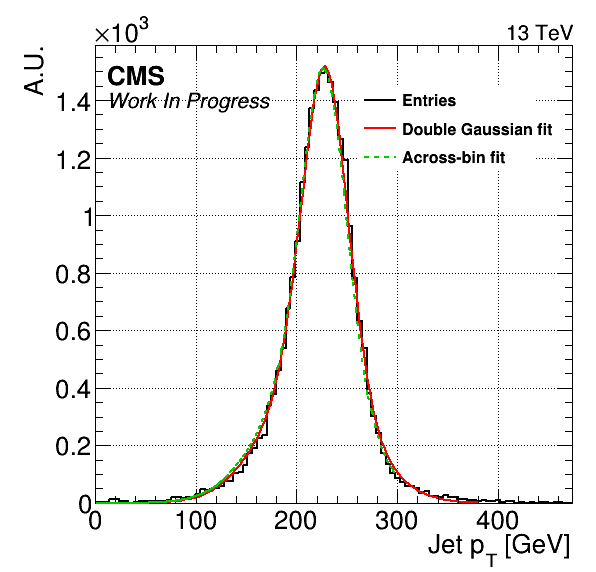 ×10³
13 TeV
A.U.
CMS
Work In Progress
Entries
Double Gaussian fit
Across-bin fit
1.4
1.2
1
0.8
0.6
0.4
0.2
0
0 100 200 300 400
Jet p_T [GeV]